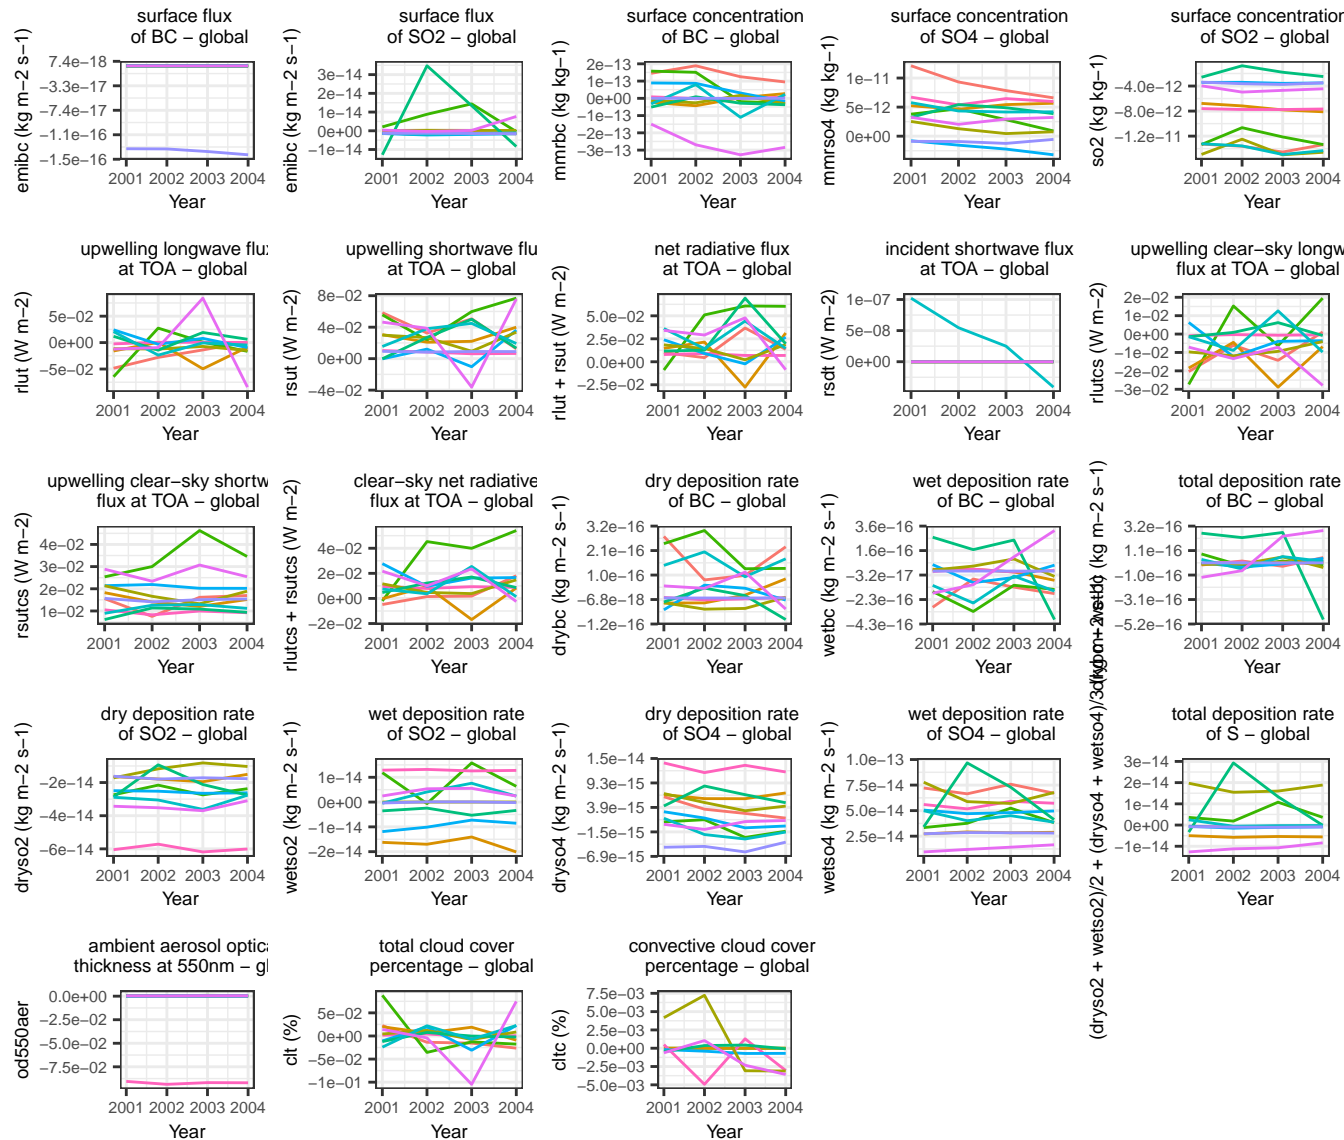 surface flux
of BC − global
emibc (kg m−2 s−1)
7.4e−18
−3.3e−17
−7.4e−17
−1.1e−16
−1.5e−16
2001 2002 2003 2004
Year
surface flux
of SO2 − global
emibc (kg m−2 s−1)
3e−14
2e−14
1e−14
0e+00
−1e−14
2001 2002 2003 2004
Year
surface concentration
of BC − global
mmrbc (kg kg−1)
2e−13
1e−13
0e+00
−1e−13
−2e−13
−3e−13
2001 2002 2003 2004
Year
surface concentration
of SO4 − global
mmrso4 (kg kg−1)
1e−11
5e−12
0e+00
2001 2002 2003 2004
Year
surface concentration
of SO2 − global
so2 (kg kg−1)
−4.0e−12
−8.0e−12
−1.2e−11
2001 2002 2003 2004
Year
upwelling longwave flux
at TOA − global
rlut (W m−2)
5e−02
0e+00
−5e−02
2001 2002 2003 2004
Year
upwelling shortwave flu
at TOA − global
rsut (W m−2)
8e−02
4e−02
0e+00
−4e−02
2001 2002 2003 2004
Year
net radiative flux
at TOA − global
rlut + rsut (W m−2)
7.5e−02
5.0e−02
2.5e−02
0.0e+00
−2.5e−02
2001 2002 2003 2004
Year
incident shortwave flux
at TOA − global
rsdt (W m−2)
1e−07
5e−08
0e+00
2001 2002 2003 2004
Year
upwelling clear−sky longw
flux at TOA − global
rlutcs (W m−2)
2e−02
1e−02
0e+00
−1e−02
−2e−02
−3e−02
2001 2002 2003 2004
Year
upwelling clear−sky shortw
flux at TOA − global
rsutcs (W m−2)
4e−02
3e−02
2e−02
1e−02
2001 2002 2003 2004
Year
clear−sky net radiative
flux at TOA − global
rlutcs + rsutcs (W m−2)
4e−02
2e−02
0e+00
−2e−02
2001 2002 2003 2004
Year
dry deposition rate
of BC − global
drybc (kg m−2 s−1)
3.2e−16
2.1e−16
1.0e−16
−6.8e−18
−1.2e−16
2001 2002 2003 2004
Year
wet deposition rate
of BC − global
wetbc (kg m−2 s−1)
3.6e−16
1.6e−16
−3.2e−17
−2.3e−16
−4.3e−16
2001 2002 2003 2004
Year
total deposition rate
of BC − global
drybc + wetbc (kg m−2 s−1)
3.2e−16
1.1e−16
−1.0e−16
−3.1e−16
−5.2e−16
2001 2002 2003 2004
Year
dry deposition rate
of SO2 − global
dryso2 (kg m−2 s−1)
−2e−14
−4e−14
−6e−14
2001 2002 2003 2004
Year
wet deposition rate
of SO2 − global
wetso2 (kg m−2 s−1)
1e−14
0e+00
−1e−14
−2e−14
2001 2002 2003 2004
Year
dry deposition rate
of SO4 − global
dryso4 (kg m−2 s−1)
1.5e−14
9.3e−15
3.9e−15
−1.5e−15
−6.9e−15
2001 2002 2003 2004
Year
wet deposition rate
of SO4 − global
wetso4 (kg m−2 s−1)
1.0e−13
7.5e−14
5.0e−14
2.5e−14
2001 2002 2003 2004
Year
total deposition rate
of S − global
(dryso2 + wetso2)/2 + (dryso4 + wetso4)/3 (kg m−2 s−1)
3e−14
2e−14
1e−14
0e+00
−1e−14
2001 2002 2003 2004
Year
ambient aerosol optica
thickness at 550nm − gl
od550aer
0.0e+00
−2.5e−02
−5.0e−02
−7.5e−02
2001 2002 2003 2004
Year
total cloud cover
percentage − global
clt (%)
5e−02
0e+00
−5e−02
−1e−01
2001 2002 2003 2004
Year
convective cloud cover
percentage − global
cltc (%)
7.5e−03
5.0e−03
2.5e−03
0.0e+00
−2.5e−03
−5.0e−03
2001 2002 2003 2004
Year